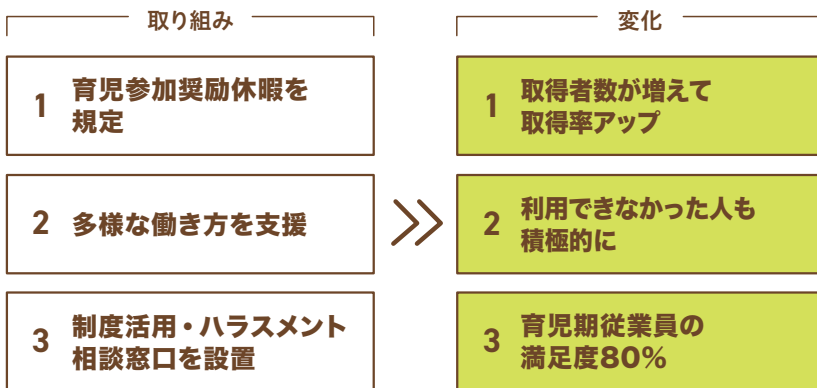 取り組み
1 育児参加奨励休暇を
規定
2 多様な働き方を支援
3 制度活用・ハラスメント
相談窓口を設置
変化
1 取得者数が増えて
取得率アップ
2 利用できなかった人も
積極的に
3 育児期従業員の
満足度80%